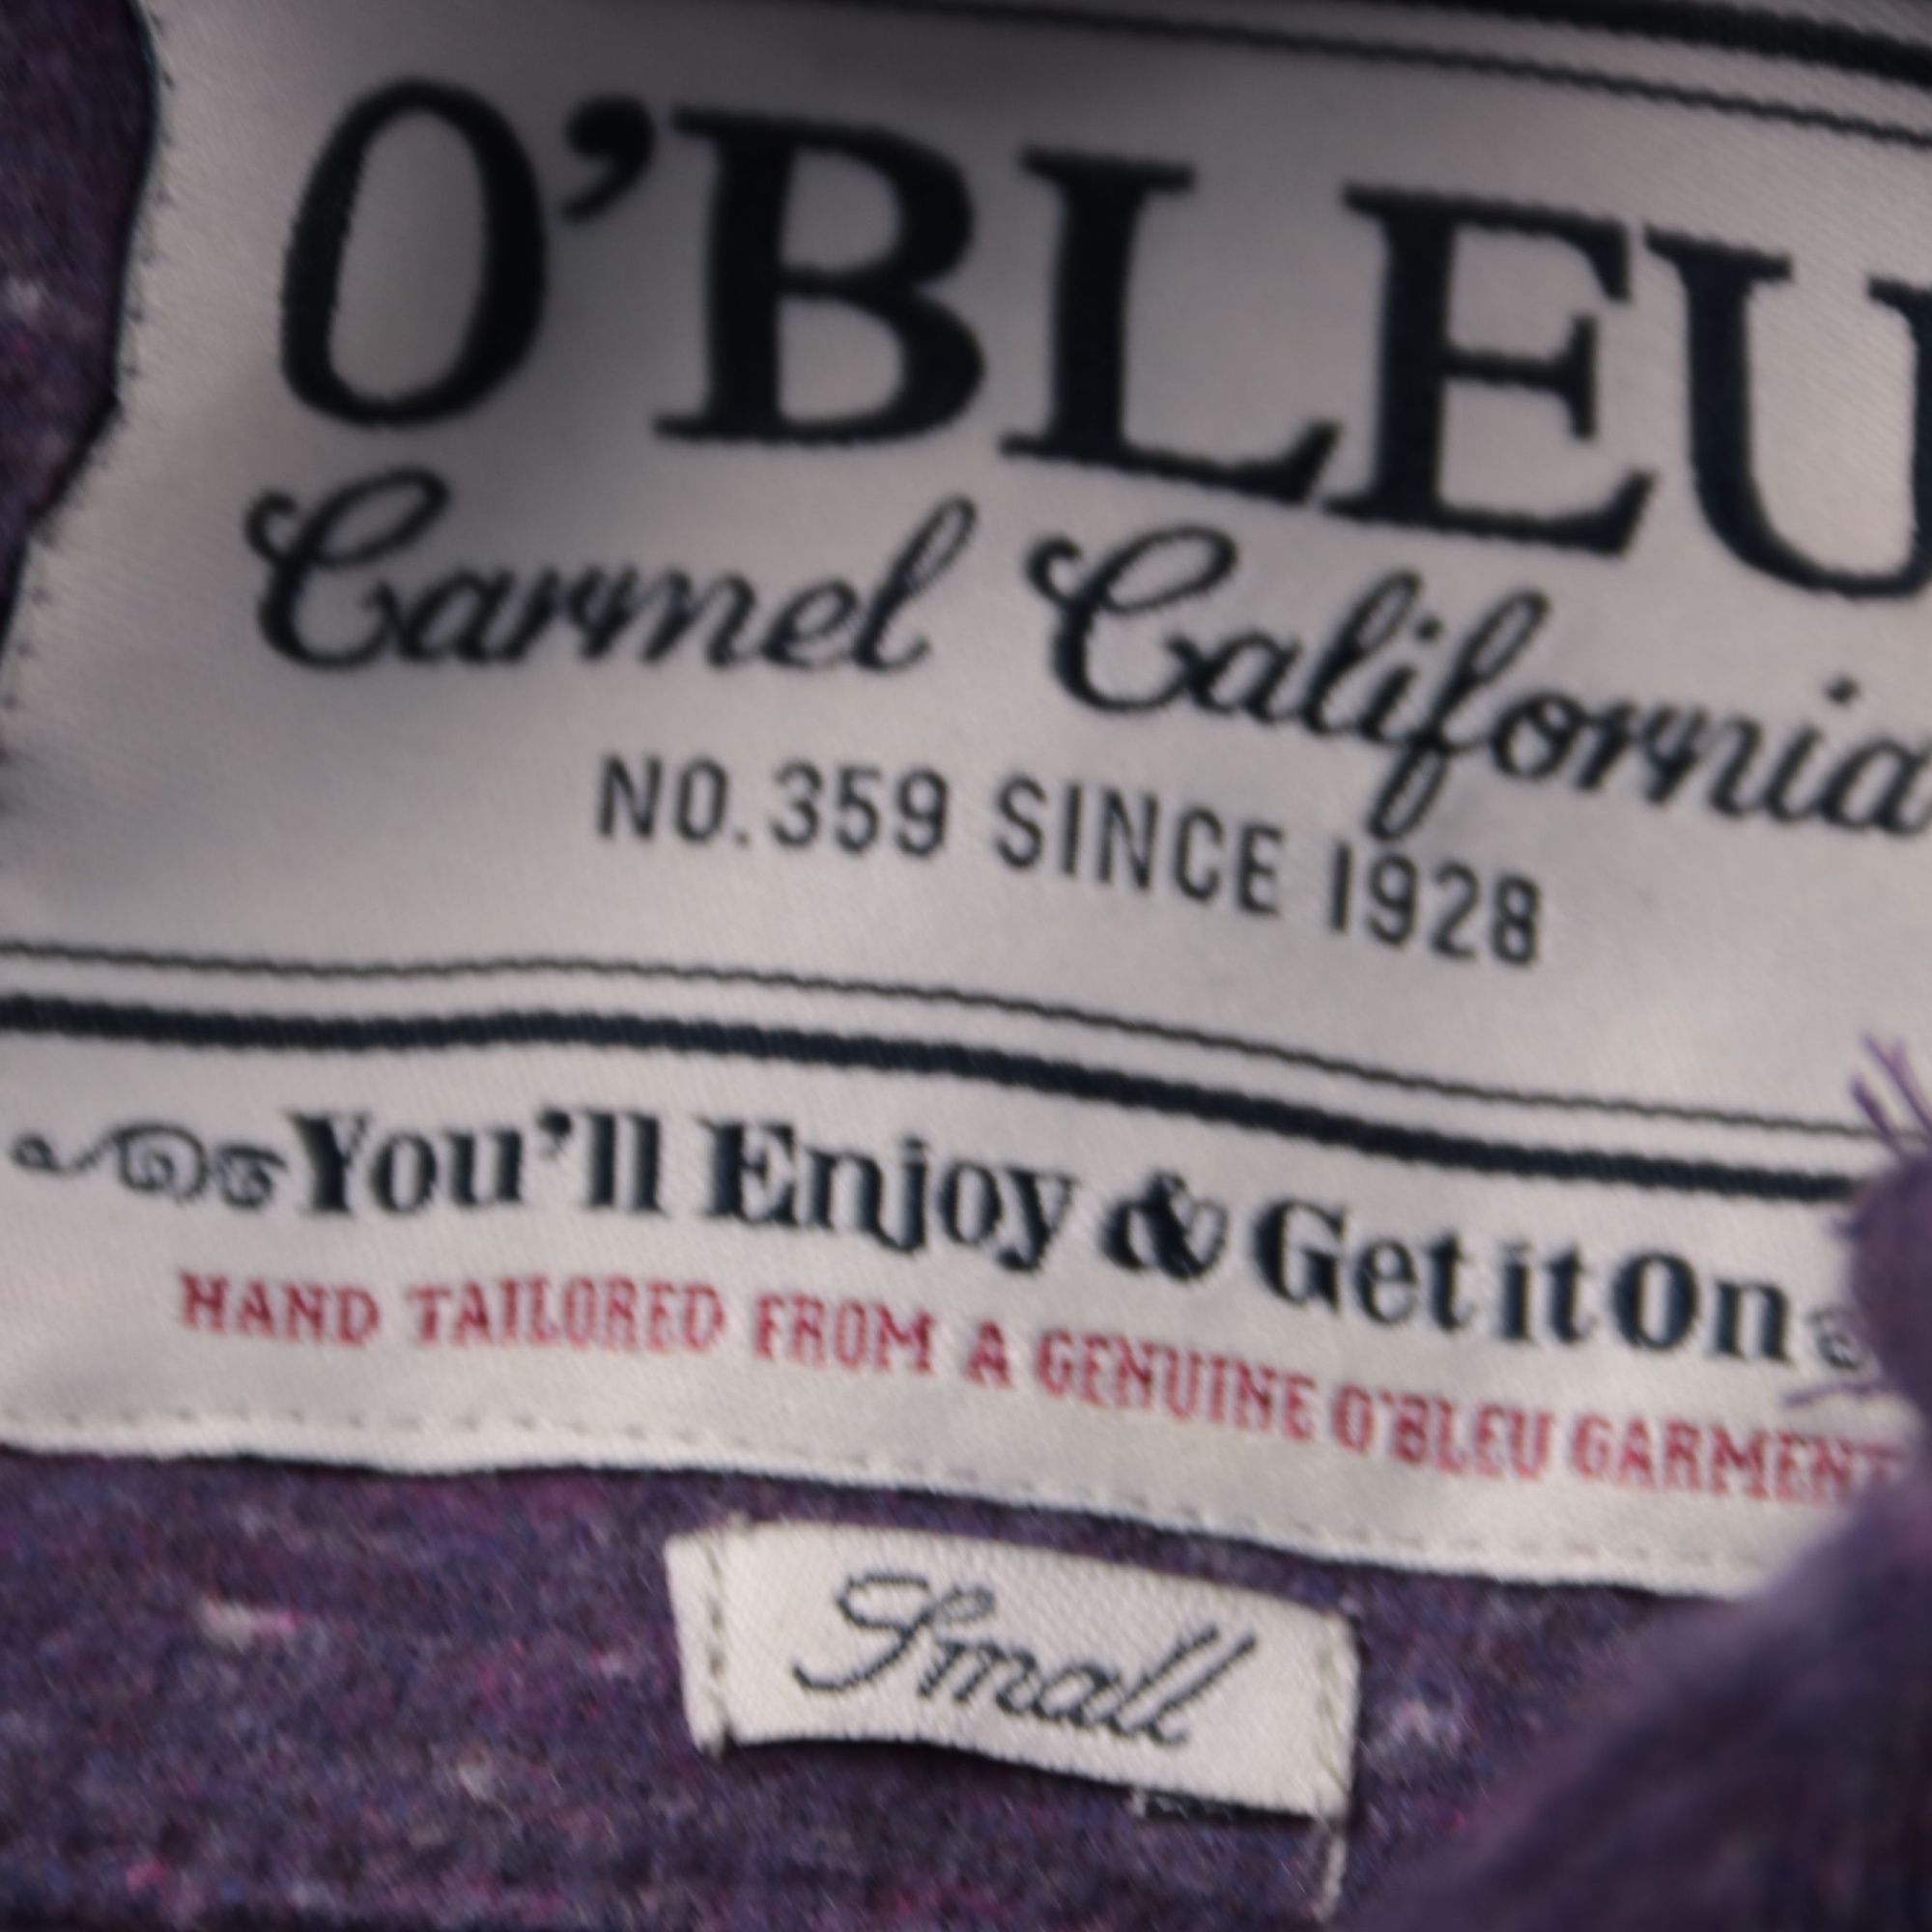 O'BLEU
Carmel California
NO.359 SINCE 1928
You'll Enjoy & Get it On
HAND TAILORED FROM A GENUINE O'BLEU GARMENT
Small